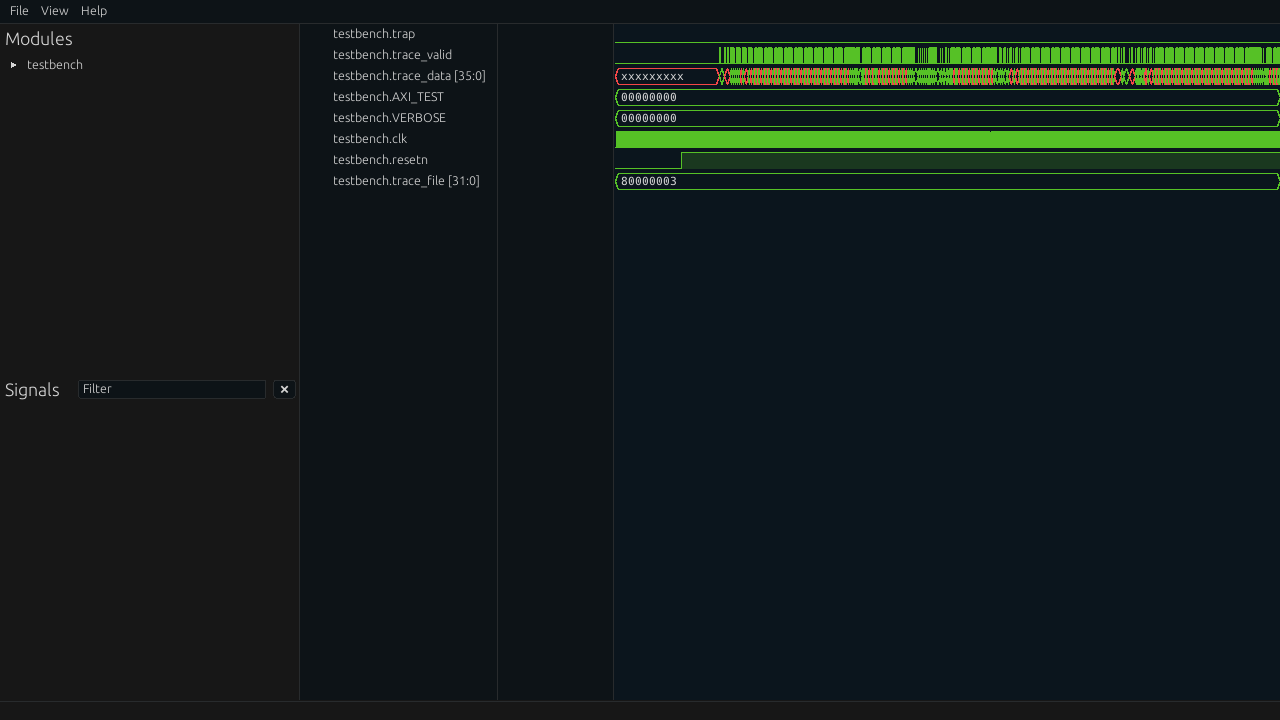 File View Help
Modules
testbench
Signals
Filter
testbench.trap
testbench.trace_valid
testbench.trace_data [35:0]
testbench.AXI_TEST
testbench.VERBOSE
testbench.clk
testbench.resetn
testbench.trace_file [31:0]
xxxxxxxxx
00000000
00000000
80000003